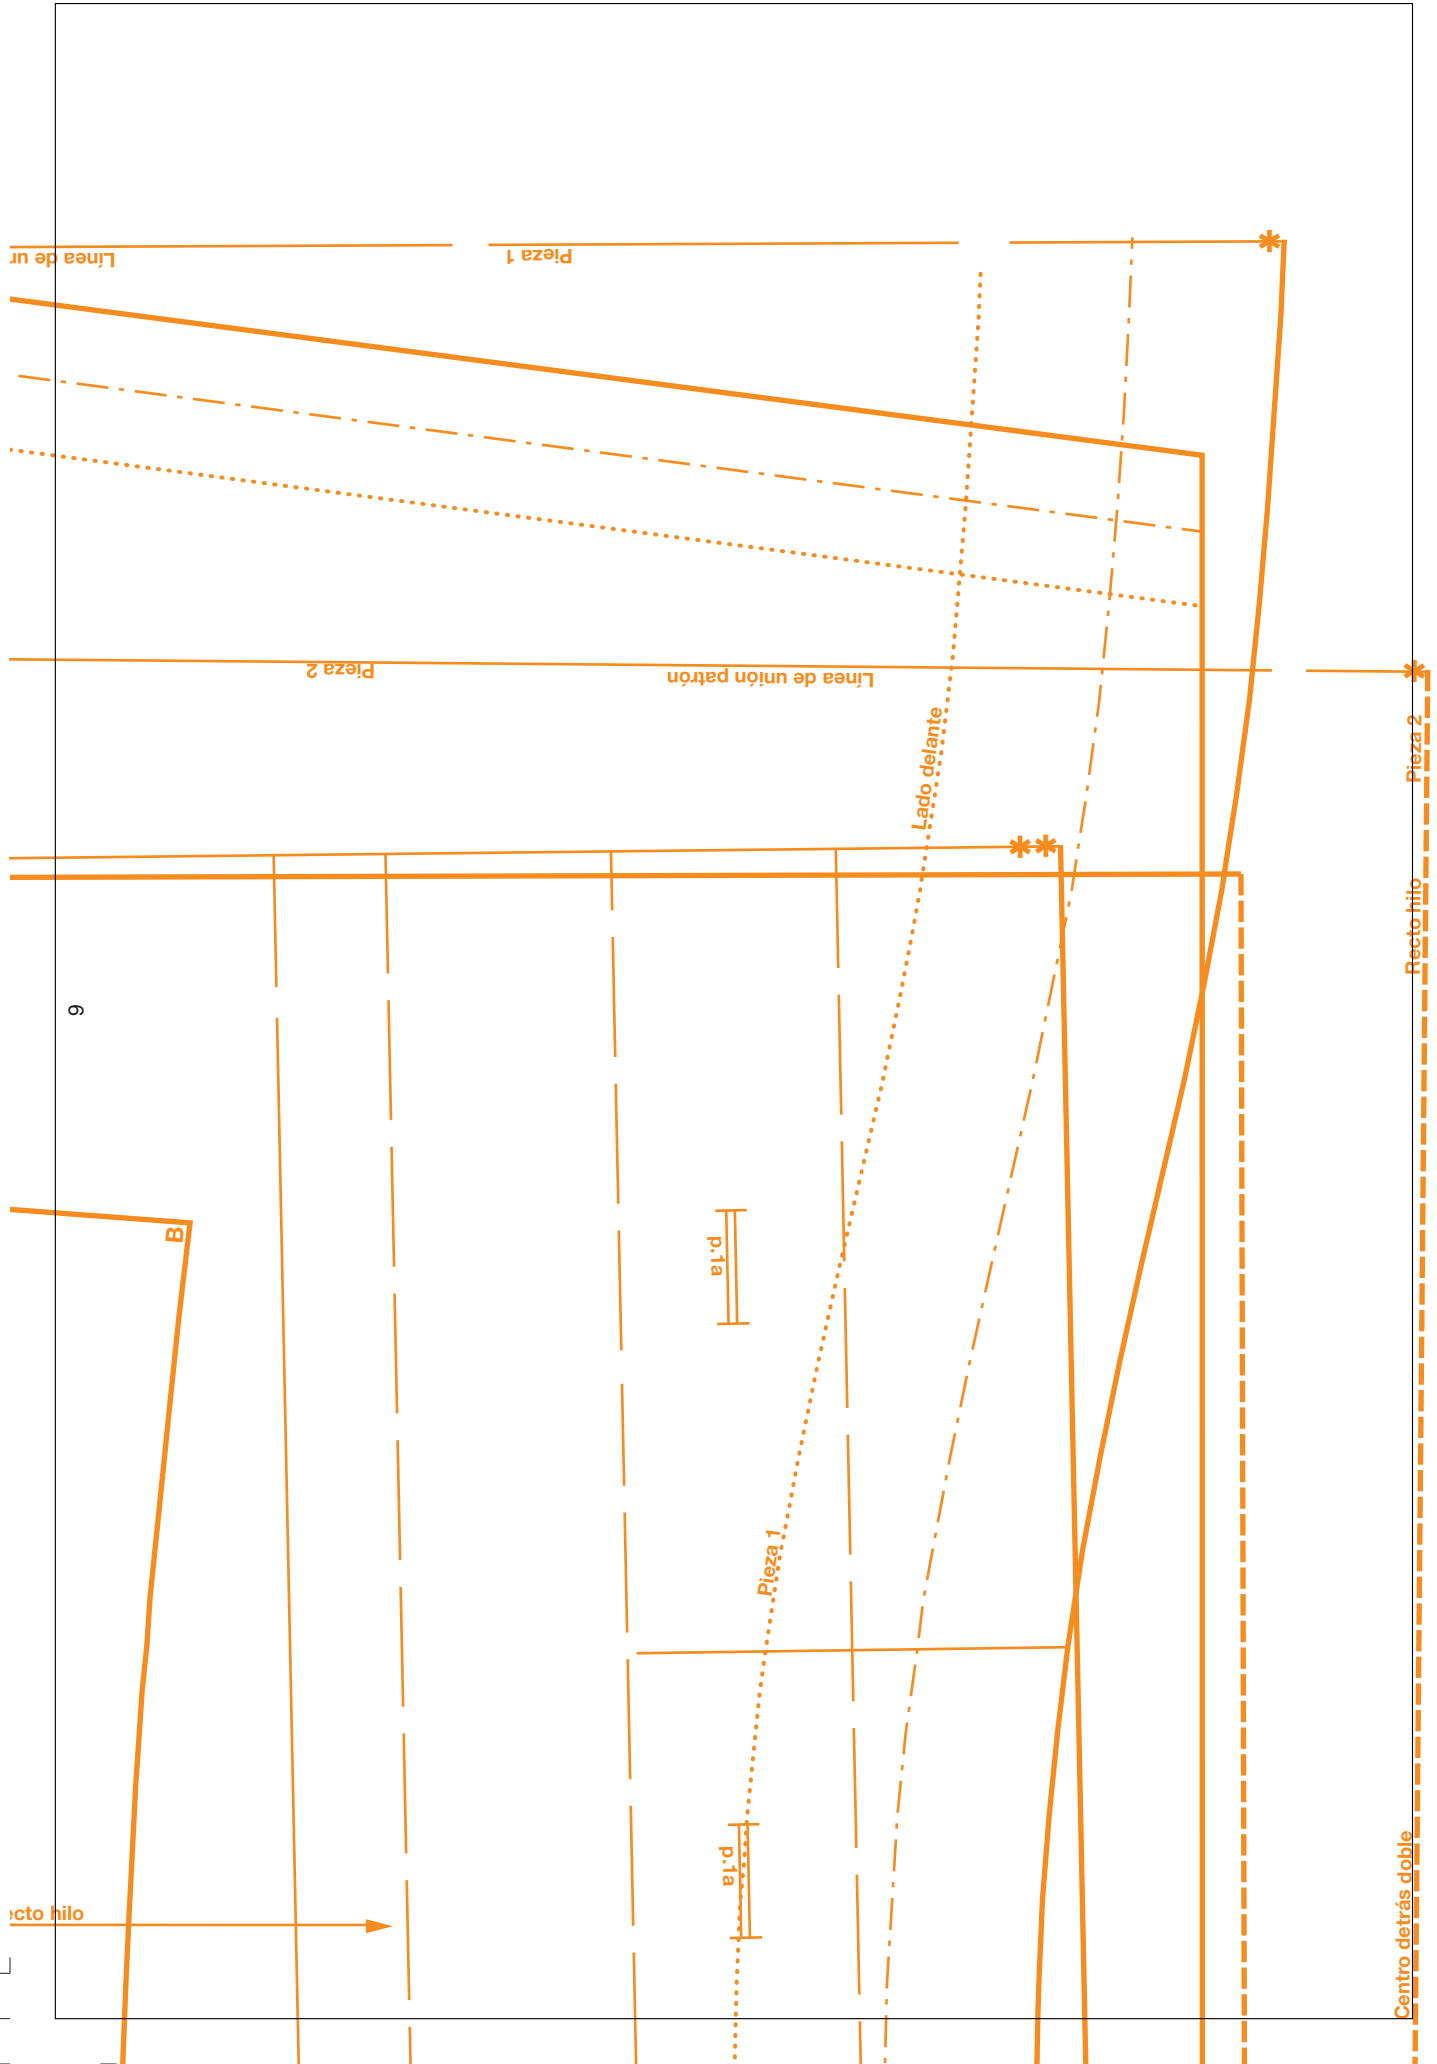 Línea de un
Pieza 1
Pieza 2
Línea de unión patrón
Lado delante
Pieza 2
Recto hilo
B
p.1a
Pieza 1
p.1a
ecto hilo
Centro detrás doble